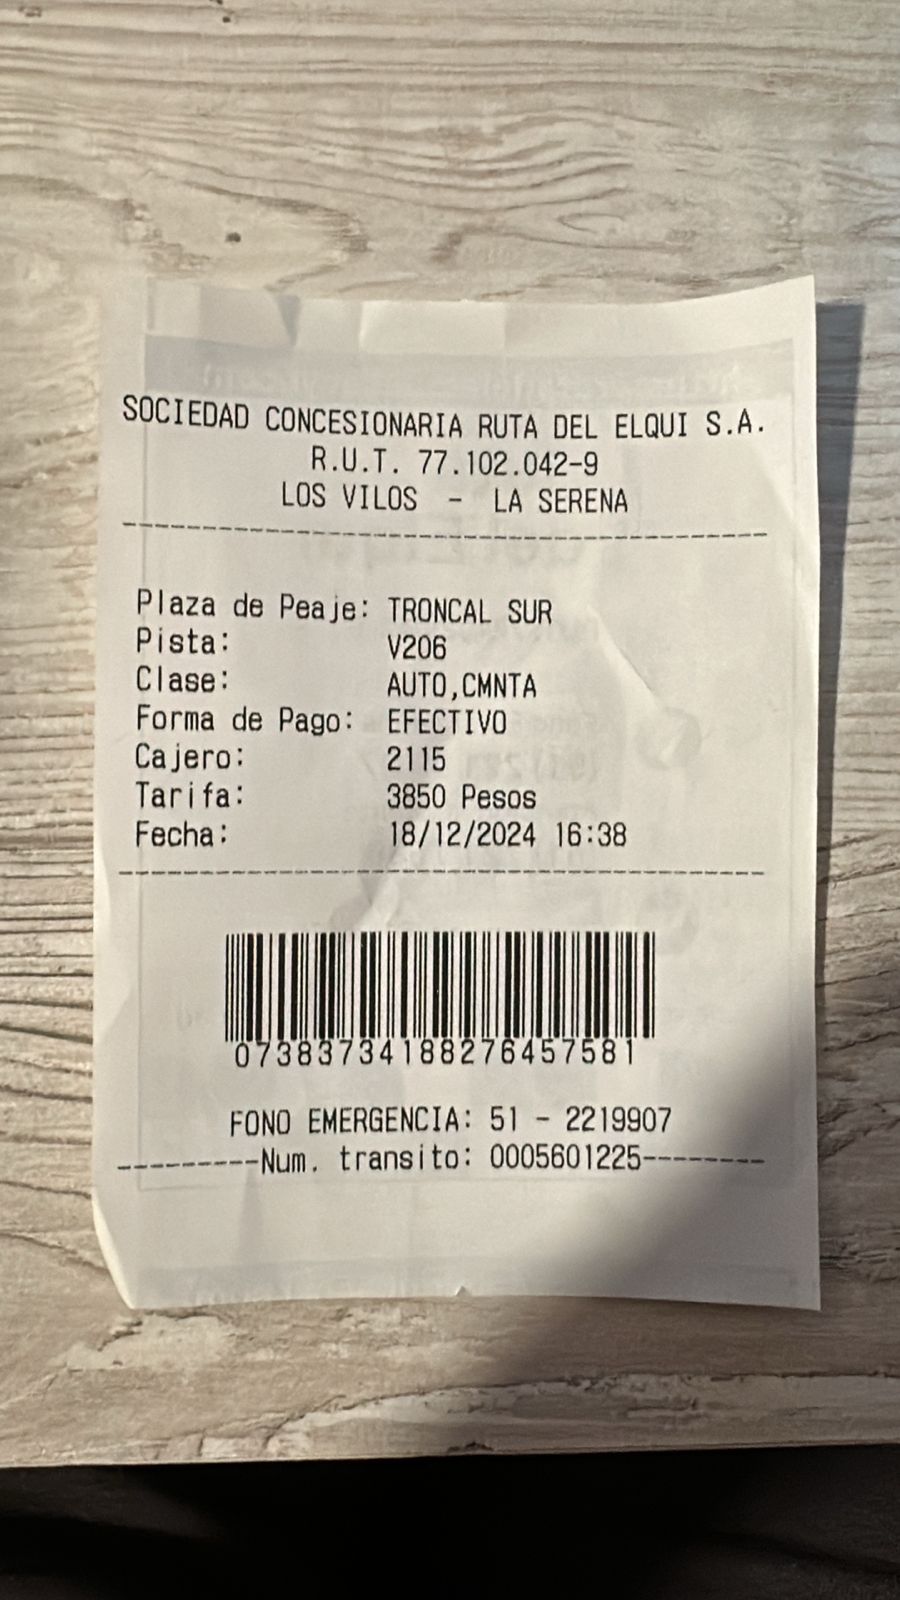 SOCIEDAD CONCESIONARIA RUTA DEL ELQUI S.A.
R.U.T. 77.102.042-9
LOS VILOS - LA SERENA
Plaza de Peaje: TRONCAL SUR
Pista: V206
Clase: AUTO,CMNTA
Forma de Pago: EFECTIVO
Cajero: 2115
Tarifa: 3850 Pesos
Fecha: 18/12/2024 16:38
07383734188276457581
FONO EMERGENCIA: 51 - 2219907
---------Num. transito: 0005601225--------